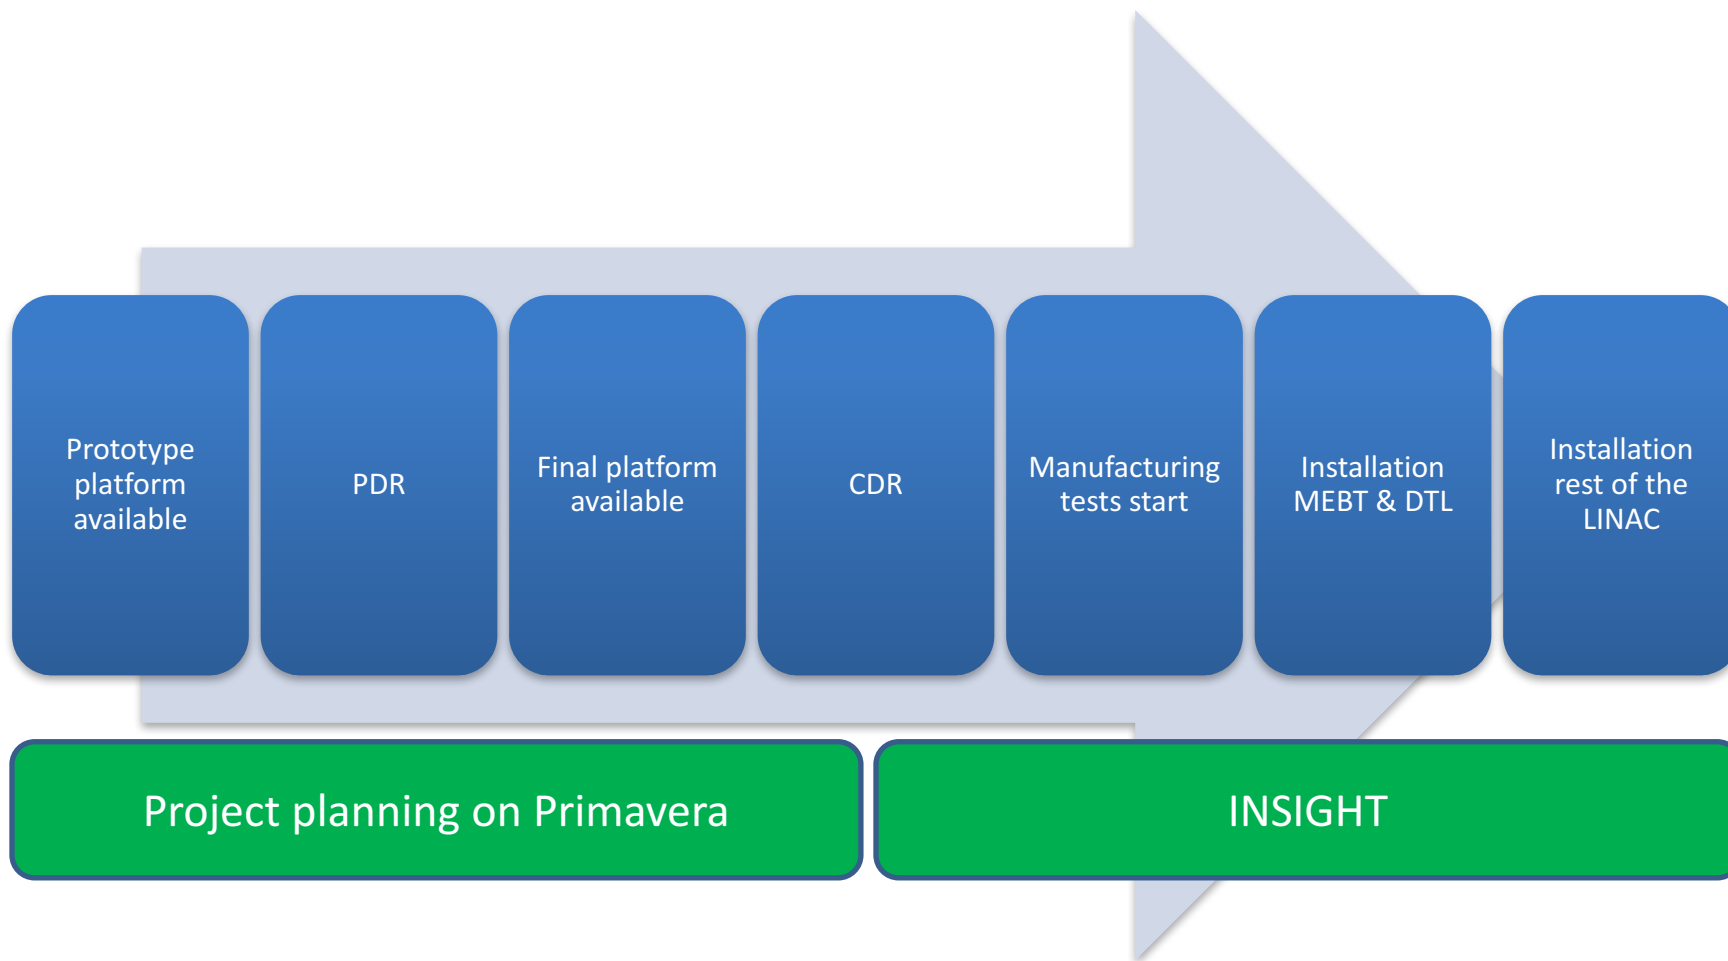 Prototype
platform
available
PDR
Final platform
available
CDR
Manufacturing
tests start
Installation
MEBT & DTL
Installation
rest of the
LINAC
Project planning on Primavera
INSIGHT